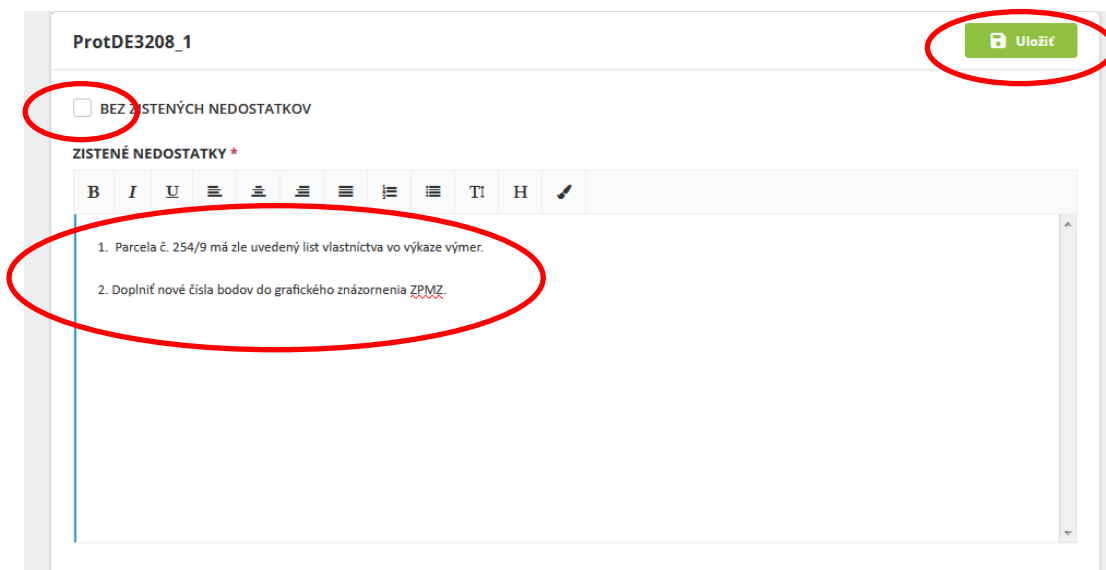 ProtDE3208_1
Uložiť
BEZ ZISTENÝCH NEDOSTATKOV
ZISTENÉ NEDOSTATKY *
B I U T H
1. Parcela č. 254/9 má zle uvedený list vlastníctva vo výkaze výmer.
2. Doplniť nové čísla bodov do grafického znázornenia ZPMZ.